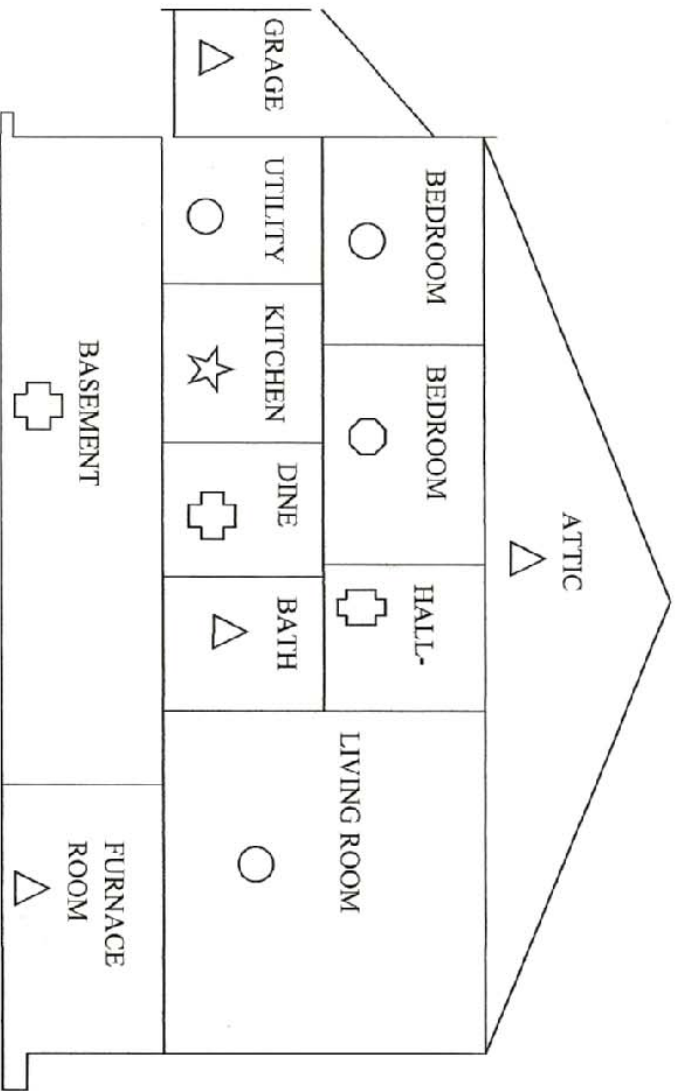 ATTIC
BEDROOM
BEDROOM
HALL-
LIVING ROOM
GRAGE
UTILITY
KITCHEN
DINE
BATH
BASEMENT
FURNACE
ROOM